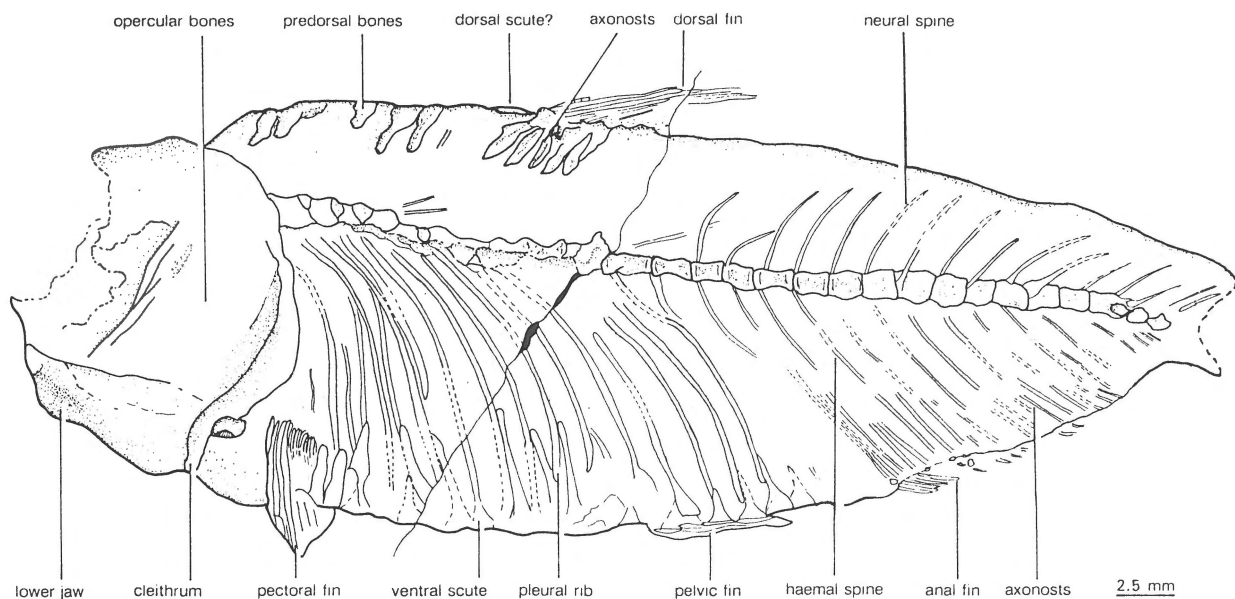 opercular bones predorsal bones dorsal scute? axonosts dorsal fin neural spine
lower jaw cleithrum pectoral fin ventral scute pleural rib pelvic fin haemal spine anal fin axonosts 2.5 mm